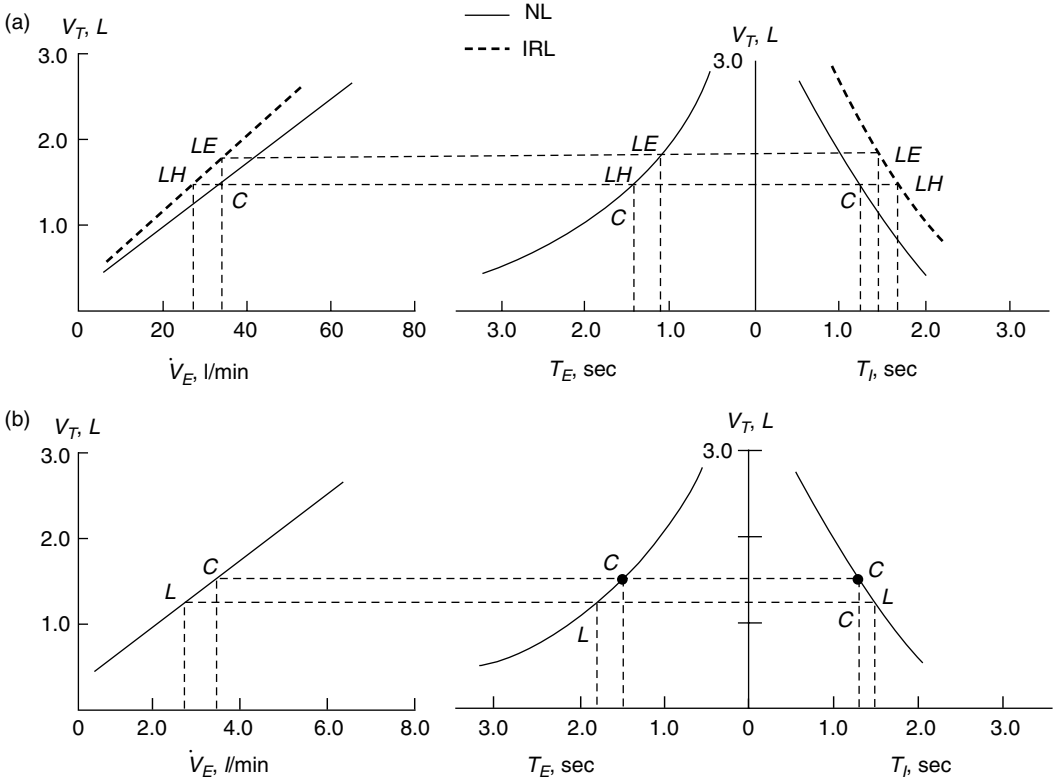 (a)
NL
IRL
V_T, L
3.0
2.0
1.0
LE
LH
C
0 20 40 60 80
V̇_E, l/min
V_T, L
3.0
LE
LH
C
LE
LH
C
3.0 2.0 1.0 0 1.0 2.0 3.0
T_E, sec
T_I, sec
(b)
V_T, L
3.0
2.0
1.0
C
L
0 2.0 4.0 6.0 8.0
V̇_E, l/min
V_T, L
3.0
C
L
C
L
C
3.0 2.0 1.0 0 1.0 2.0 3.0
T_E, sec
T_I, sec